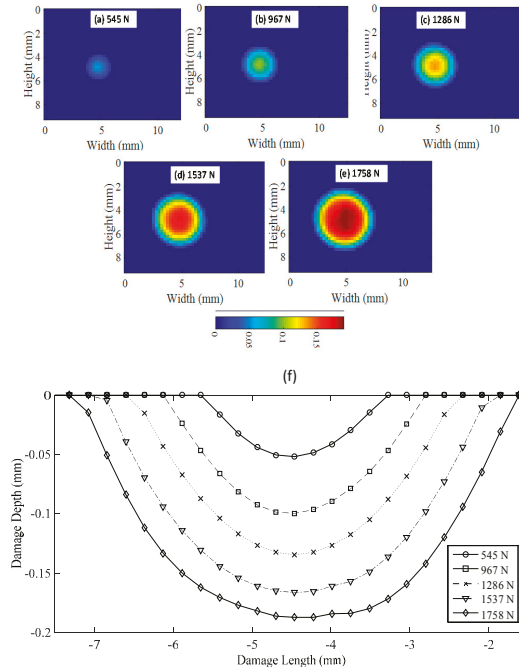 (a) 545 N
(b) 967 N
(c) 1286 N
Height (mm)
0
2
4
6
8
0
5
10
Width (mm)
Height (mm)
0
2
4
6
8
0
5
10
Width (mm)
Height (mm)
0
2
4
6
8
0
5
10
Width (mm)
(d) 1537 N
(e) 1758 N
Height (mm)
0
2
4
6
8
0
5
10
Width (mm)
Height (mm)
0
2
4
6
8
0
5
10
Width (mm)
0
0.05
0.1
0.15
(f)
Damage Depth (mm)
0
-0.05
-0.1
-0.15
-0.2
-7
-6
-5
-4
-3
-2
Damage Length (mm)
545 N
967 N
1286 N
1537 N
1758 N